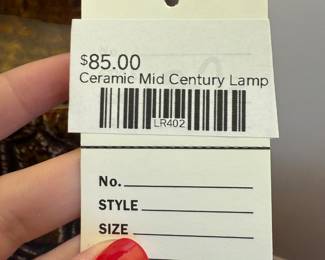 $85.00
Ceramic Mid Century Lamp
LR402
No.
STYLE
SIZE